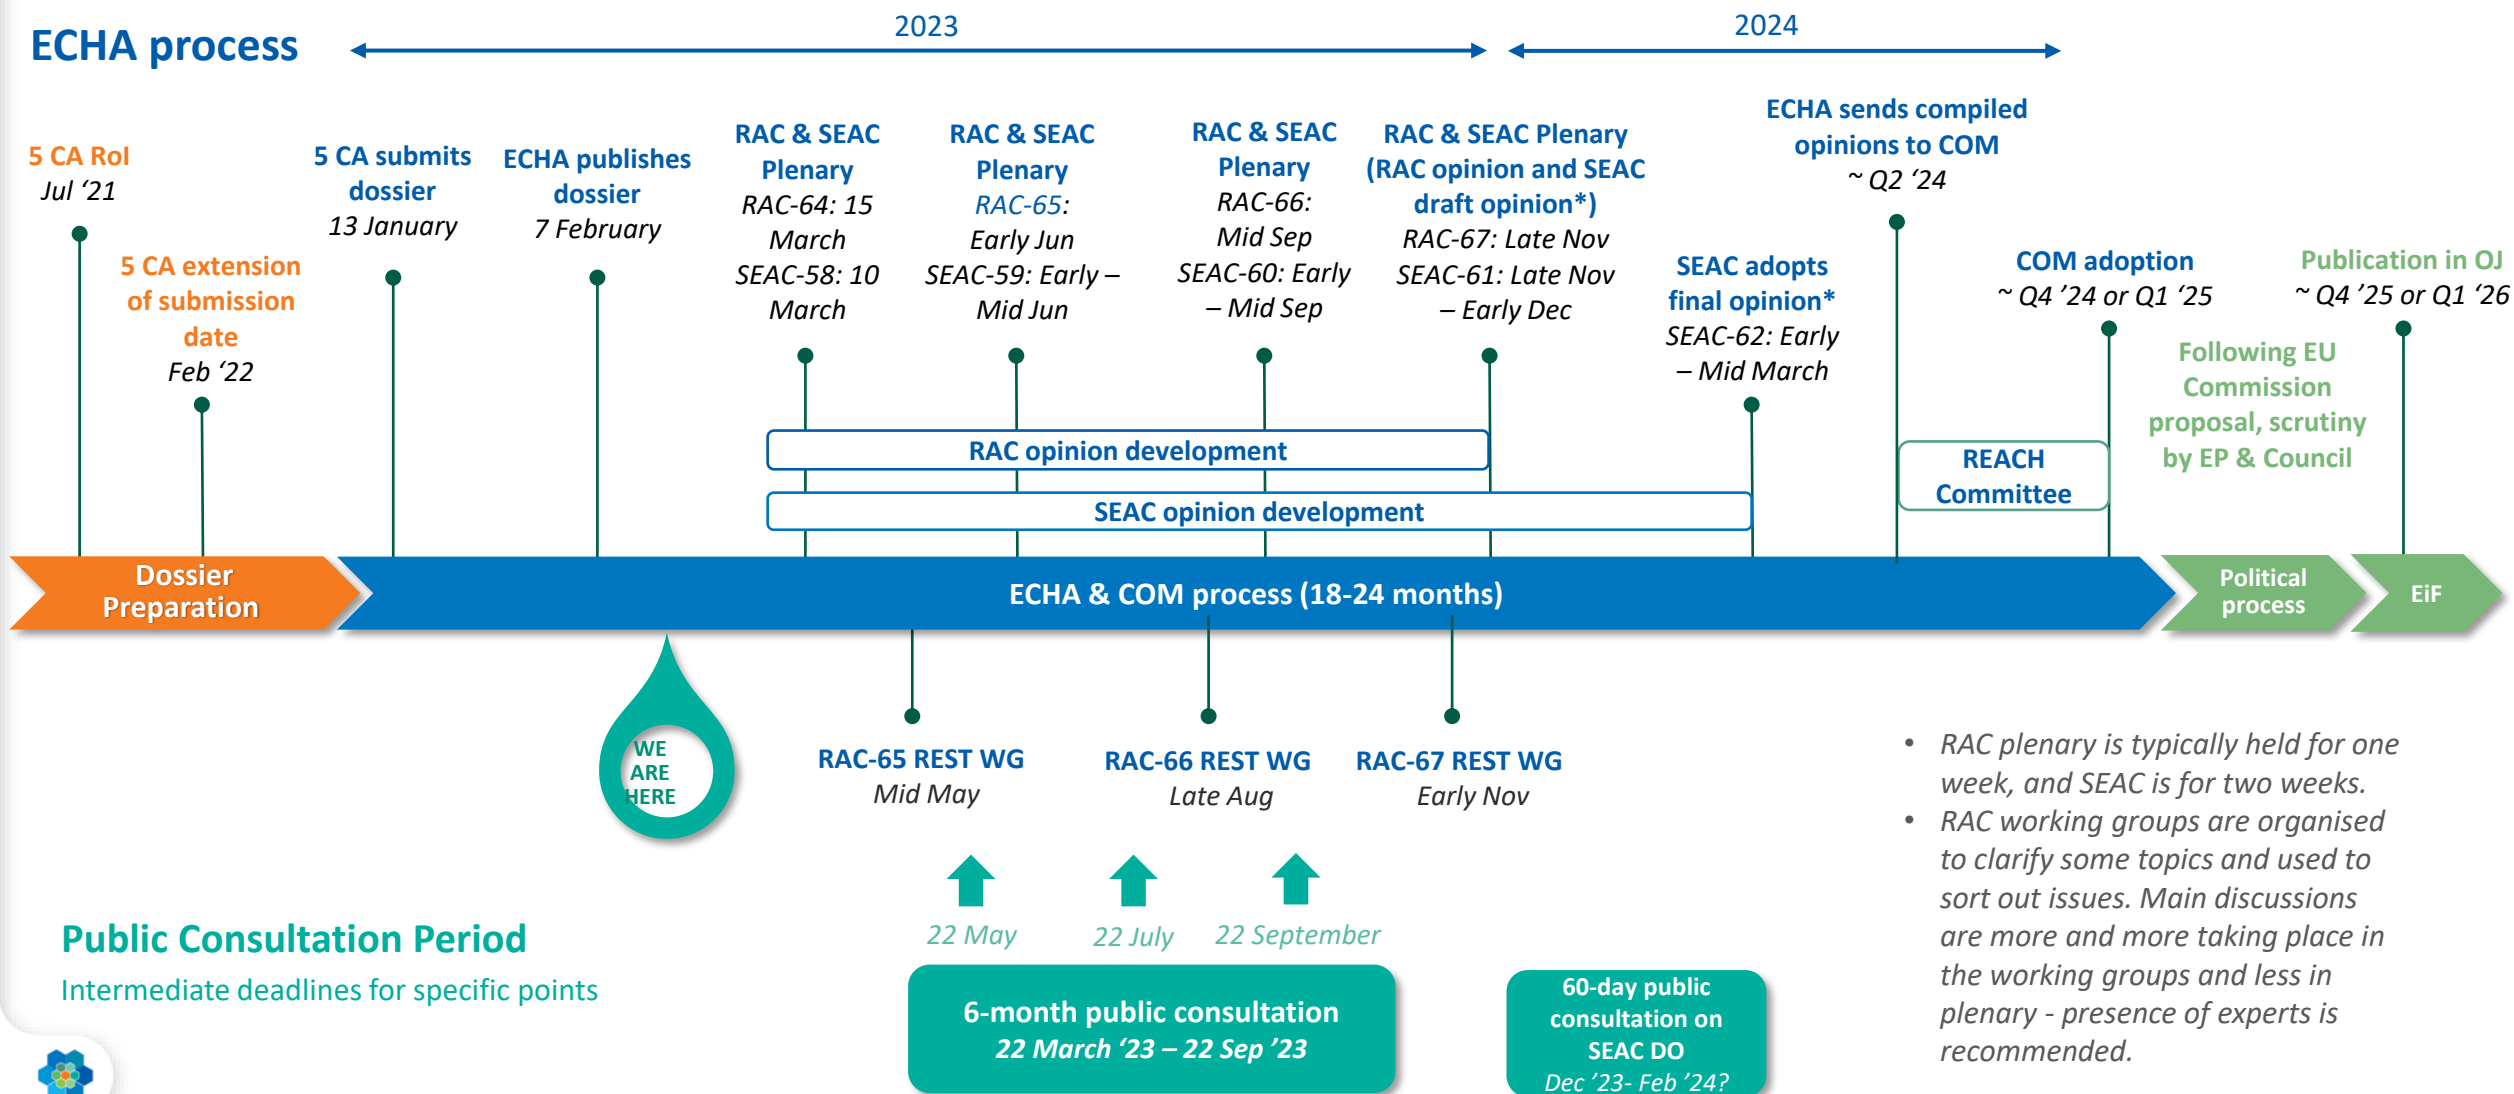 ECHA process
2023
2024
5 CA RoI
Jul ‘21
5 CA extension
of submission
date
Feb ‘22
5 CA submits
dossier
13 January
ECHA publishes
dossier
7 February
RAC & SEAC
Plenary
RAC-64: 15
March
SEAC-58: 10
March
RAC & SEAC
Plenary
RAC-65:
Early Jun
SEAC-59: Early –
Mid Jun
RAC & SEAC
Plenary
RAC-66:
Mid Sep
SEAC-60: Early
– Mid Sep
RAC & SEAC Plenary
(RAC opinion and SEAC
draft opinion*)
RAC-67: Late Nov
SEAC-61: Late Nov
– Early Dec
SEAC adopts
final opinion*
SEAC-62: Early
– Mid March
ECHA sends compiled
opinions to COM
~ Q2 ‘24
COM adoption
~ Q4 ’24 or Q1 ‘25
Publication in OJ
~ Q4 ’25 or Q1 ‘26
Following EU
Commission
proposal, scrutiny
by EP & Council
RAC opinion development
SEAC opinion development
REACH
Committee
Dossier
Preparation
ECHA & COM process (18-24 months)
Political
process
EiF
WE
ARE
HERE
RAC-65 REST WG
Mid May
RAC-66 REST WG
Late Aug
RAC-67 REST WG
Early Nov
22 May
22 July
22 September
Public Consultation Period
Intermediate deadlines for specific points
6-month public consultation
22 March ‘23 – 22 Sep ’23
60-day public
consultation on
SEAC DO
Dec ’23- Feb ’24?
• RAC plenary is typically held for one
week, and SEAC is for two weeks.
• RAC working groups are organised
to clarify some topics and used to
sort out issues. Main discussions
are more and more taking place in
the working groups and less in
plenary - presence of experts is
recommended.